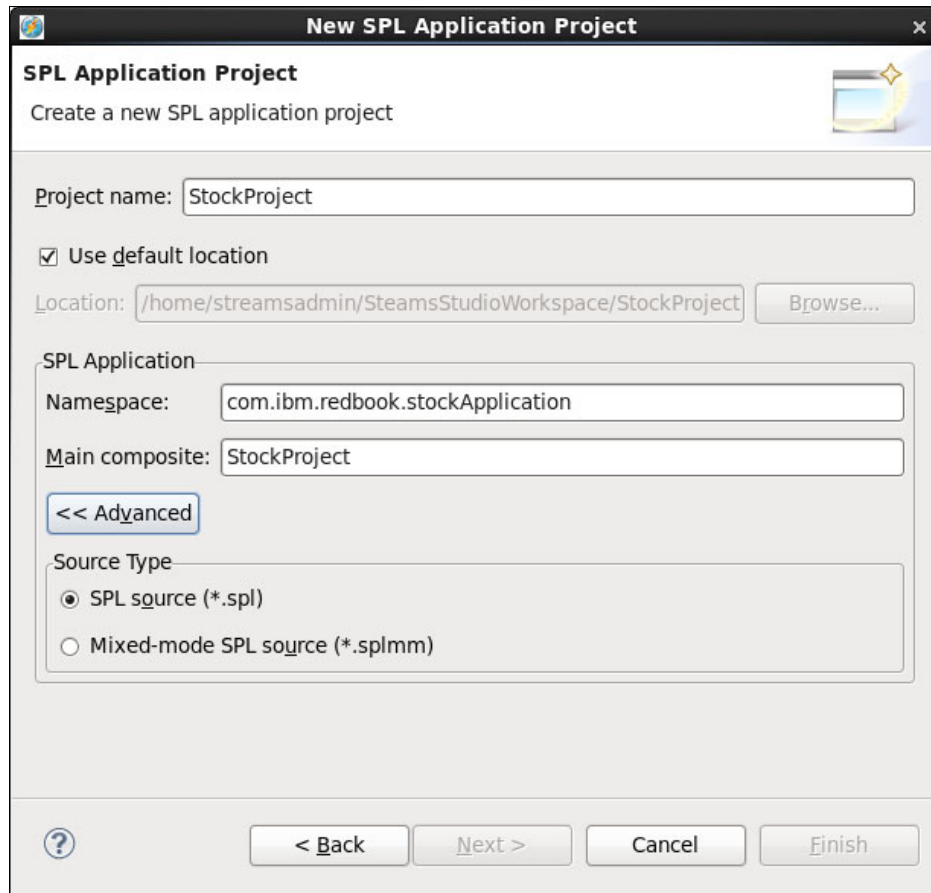 New SPL Application Project
SPL Application Project
Create a new SPL application project
Project name: StockProject
Use default location
Location: /home/streamsadmin/SteamsStudioWorkspace/StockProject Browse...
SPL Application
Namespace: com.ibm.redbook.stockApplication
Main composite: StockProject
<< Advanced
Source Type
SPL source (*.spl)
Mixed-mode SPL source (*.splmm)
? < Back Next > Cancel Finish